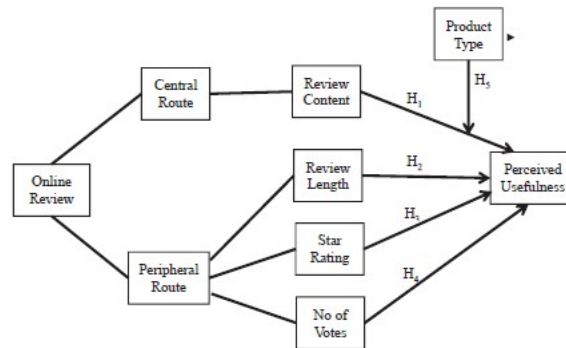 Product
Type
H5
Central
Route
Review
Content
H1
Online
Review
Review
Length
H2
Perceived
Usefulness
Star
Rating
H3
Peripheral
Route
H4
No of
Votes